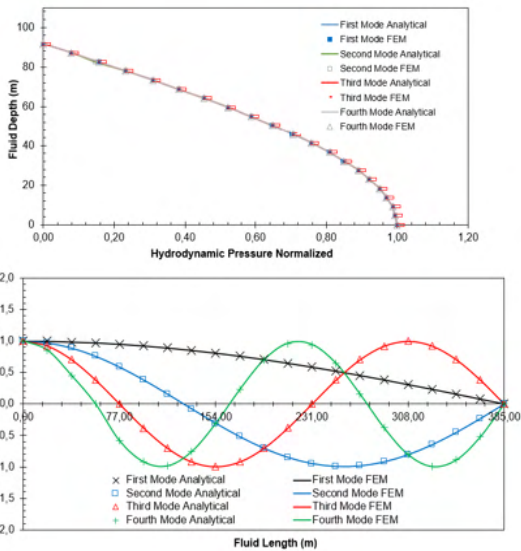 100
80
60
40
20
0
Fluid Depth (m)
First Mode Analytical
First Mode FEM
Second Mode Analytical
Second Mode FEM
Third Mode Analytical
Third Mode FEM
Fourth Mode Analytical
Fourth Mode FEM
0,00 0,20 0,40 0,60 0,80 1,00 1,20
Hydrodynamic Pressure Normalized
2,0
1,5
1,0
0,5
0,0
0,5
1,0
1,5
2,0
0,00 77,00 154,00 231,00 308,00 385,00
First Mode Analytical First Mode FEM
Second Mode Analytical Second Mode FEM
Third Mode Analytical Third Mode FEM
Fourth Mode Analytical Fourth Mode FEM
Fluid Length (m)